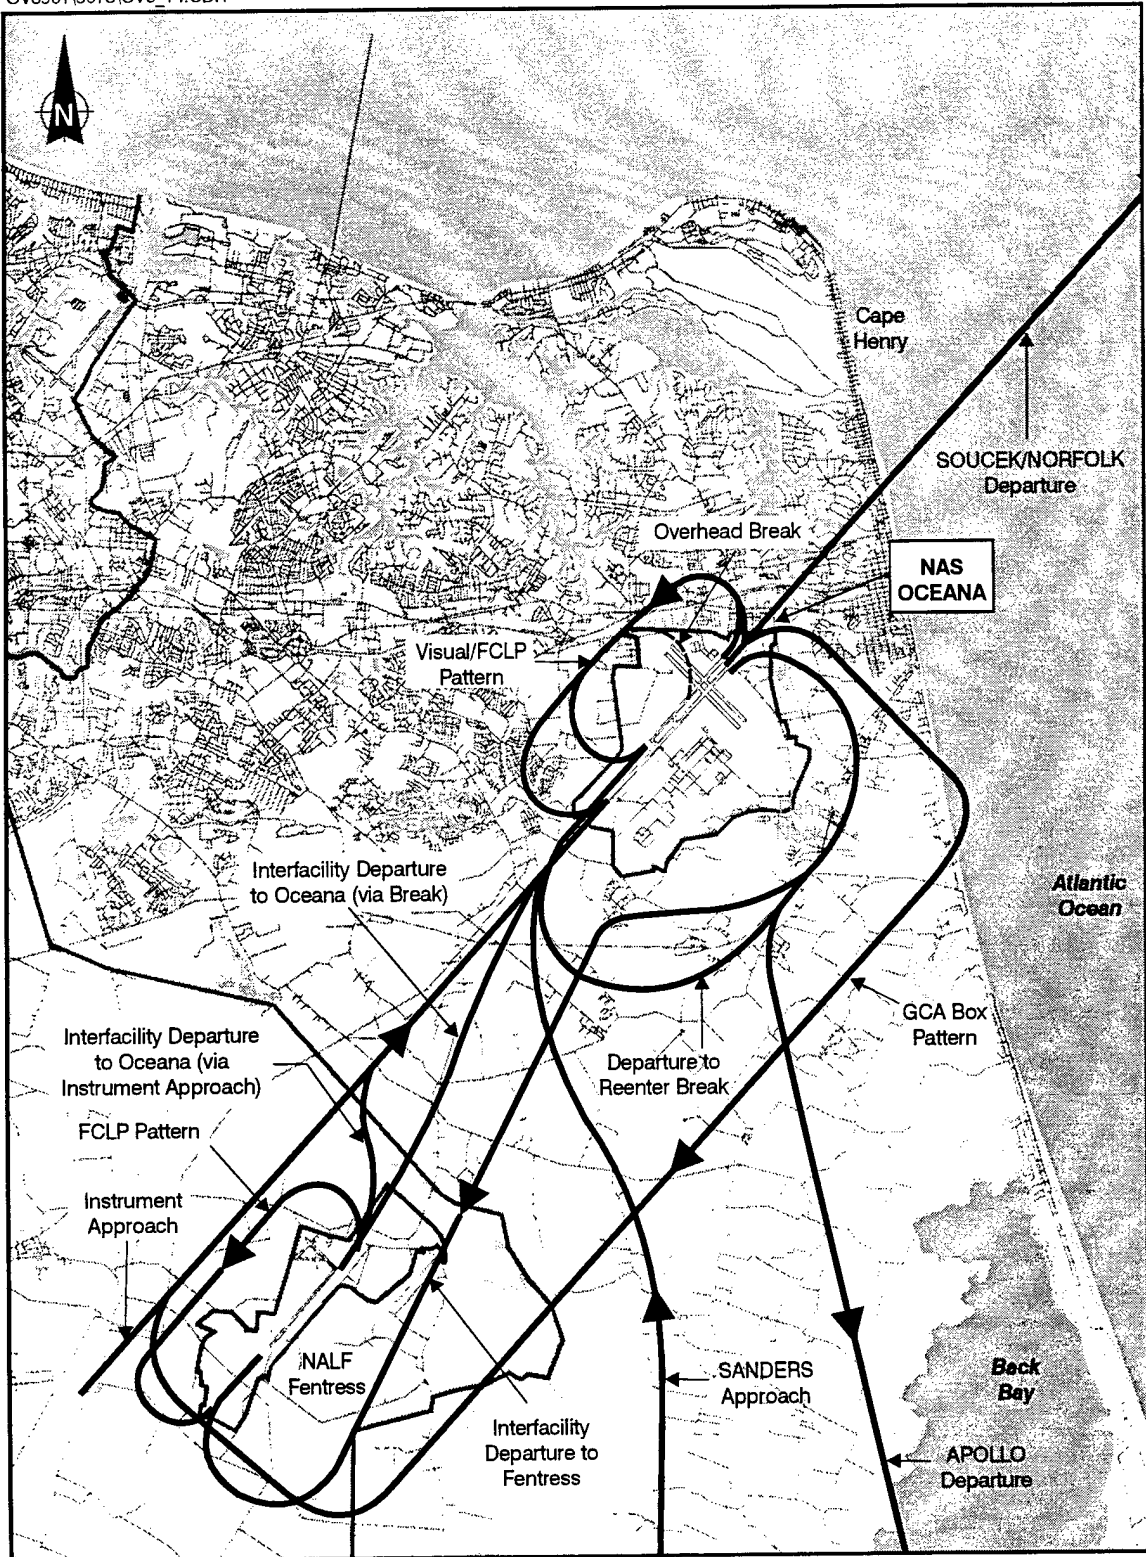 N
Cape
Henry
SOUCEK/NORFOLK
Departure
Overhead Break
NAS
OCEANA
Visual/FCLP
Pattern
Interfacility Departure
to Oceana (via Break)
Atlantic
Ocean
GCA Box
Pattern
Interfacility Departure
to Oceana (via
Instrument Approach)
Departure to
Reenter Break
FCLP Pattern
Instrument
Approach
NALF
Fentress
SANDERS
Approach
Back
Bay
Interfacility
Departure to
Fentress
APOLLO
Departure